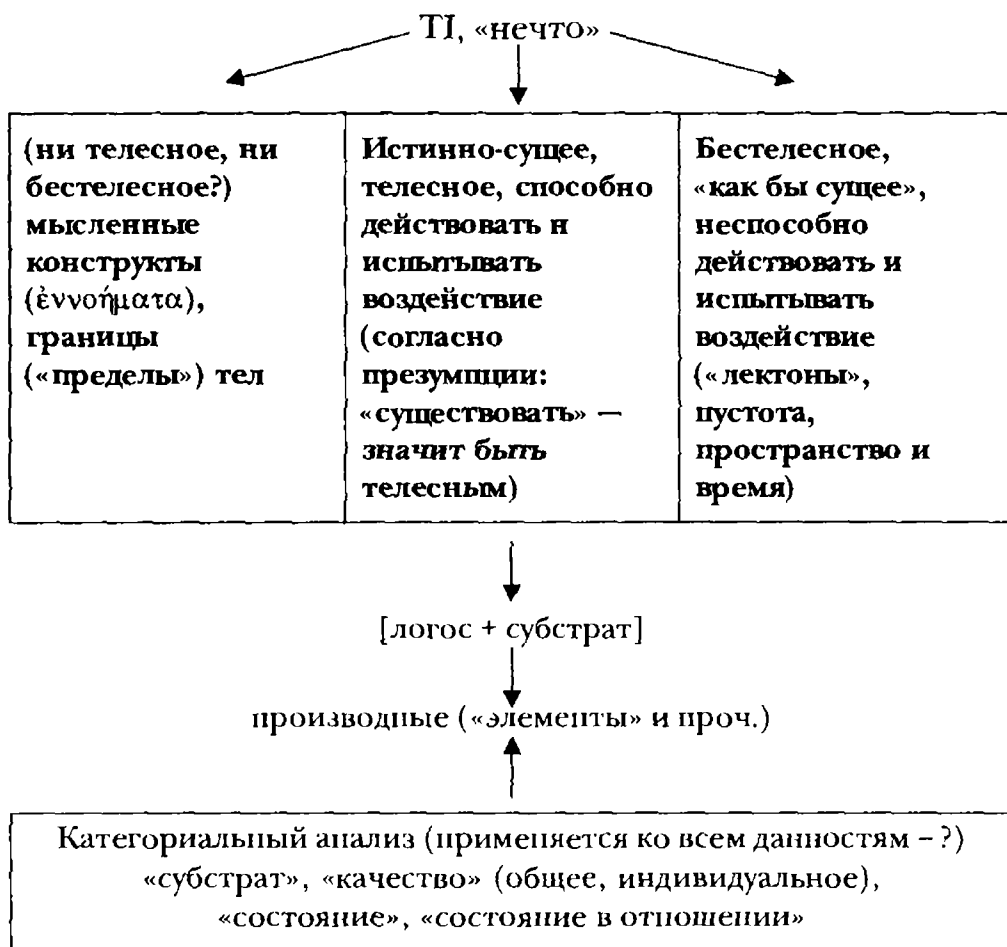 TI, «нечто»
(ни телесное, ни
бестелесное?)
мысленные
конструкты
(ἐννοήματα),
границы
(«пределы») тел
Истинно-сущее,
телесное, способно
действовать и
испытывать
воздействие
(согласно
презумпции:
«существовать» —
значит быть
телесным)
Бестелесное,
«как бы сущее»,
неспособно
действовать и
испытывать
воздействие
(«лектоны»,
пустота,
пространство и
время)
[логос + субстрат]
производные («элементы» и проч.)
Категориальный анализ (применяется ко всем данностям – ?)
«субстрат», «качество» (общее, индивидуальное),
«состояние», «состояние в отношении»